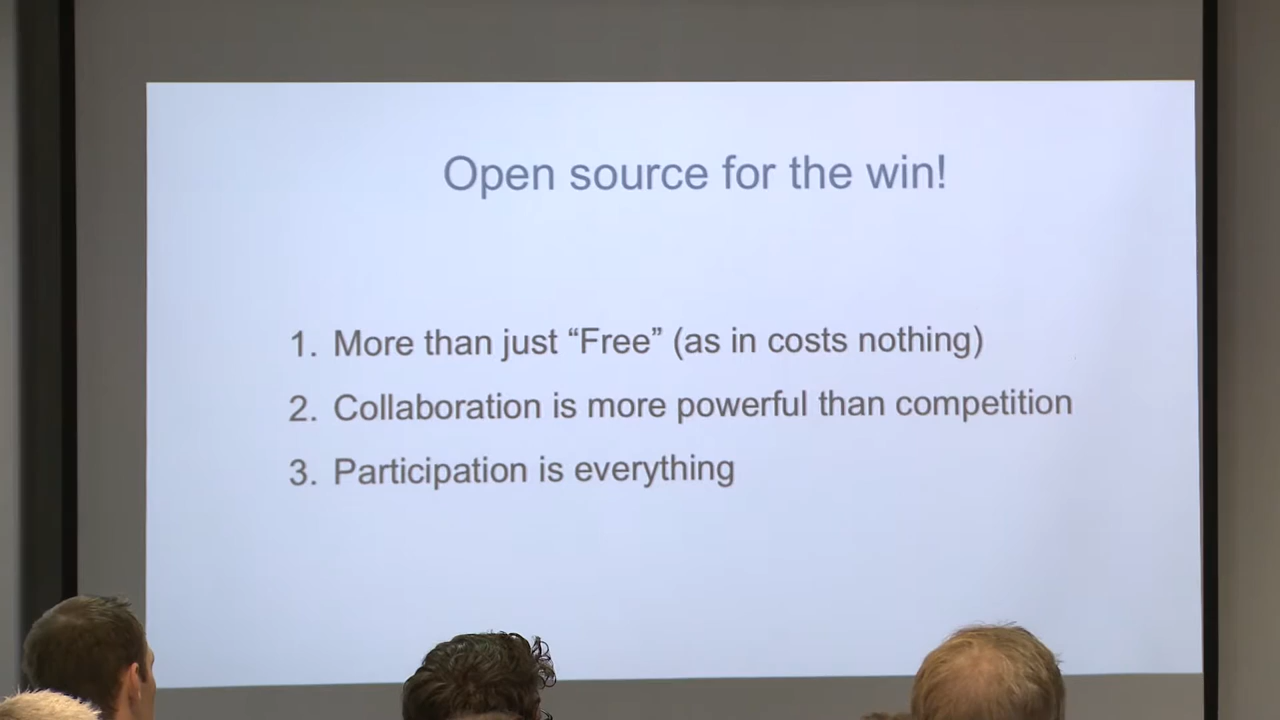 Open source for the win!
1. More than just “Free” (as in costs nothing)
2. Collaboration is more powerful than competition
3. Participation is everything